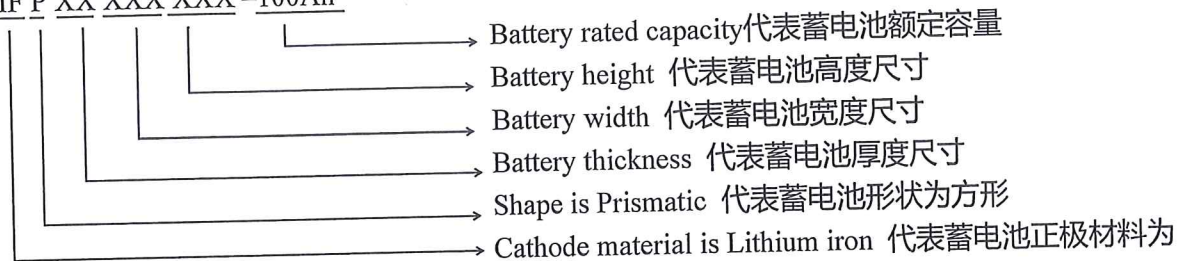 P XX XXX XXX -100Ah
Battery rated capacity代表蓄电池额定容量
Battery height 代表蓄电池高度尺寸
Battery width 代表蓄电池宽度尺寸
Battery thickness 代表蓄电池厚度尺寸
Shape is Prismatic 代表蓄电池形状为方形
Cathode material is Lithium iron 代表蓄电池正极材料为